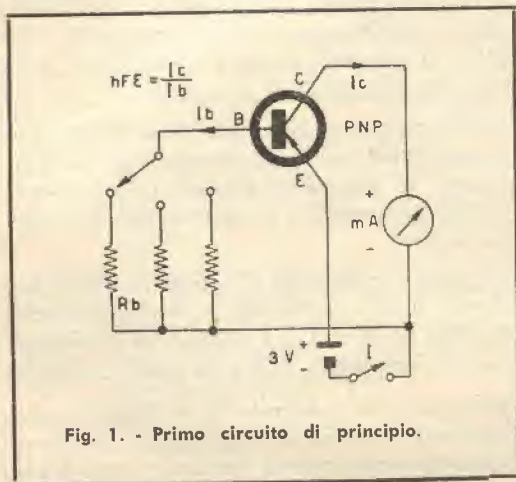 hFE = Ic / Ib
C
Ic
Ib
B
PNP
E
+
mA
-
Rb
3 V
+
-
I
Fig. 1. - Primo circuito di principio.